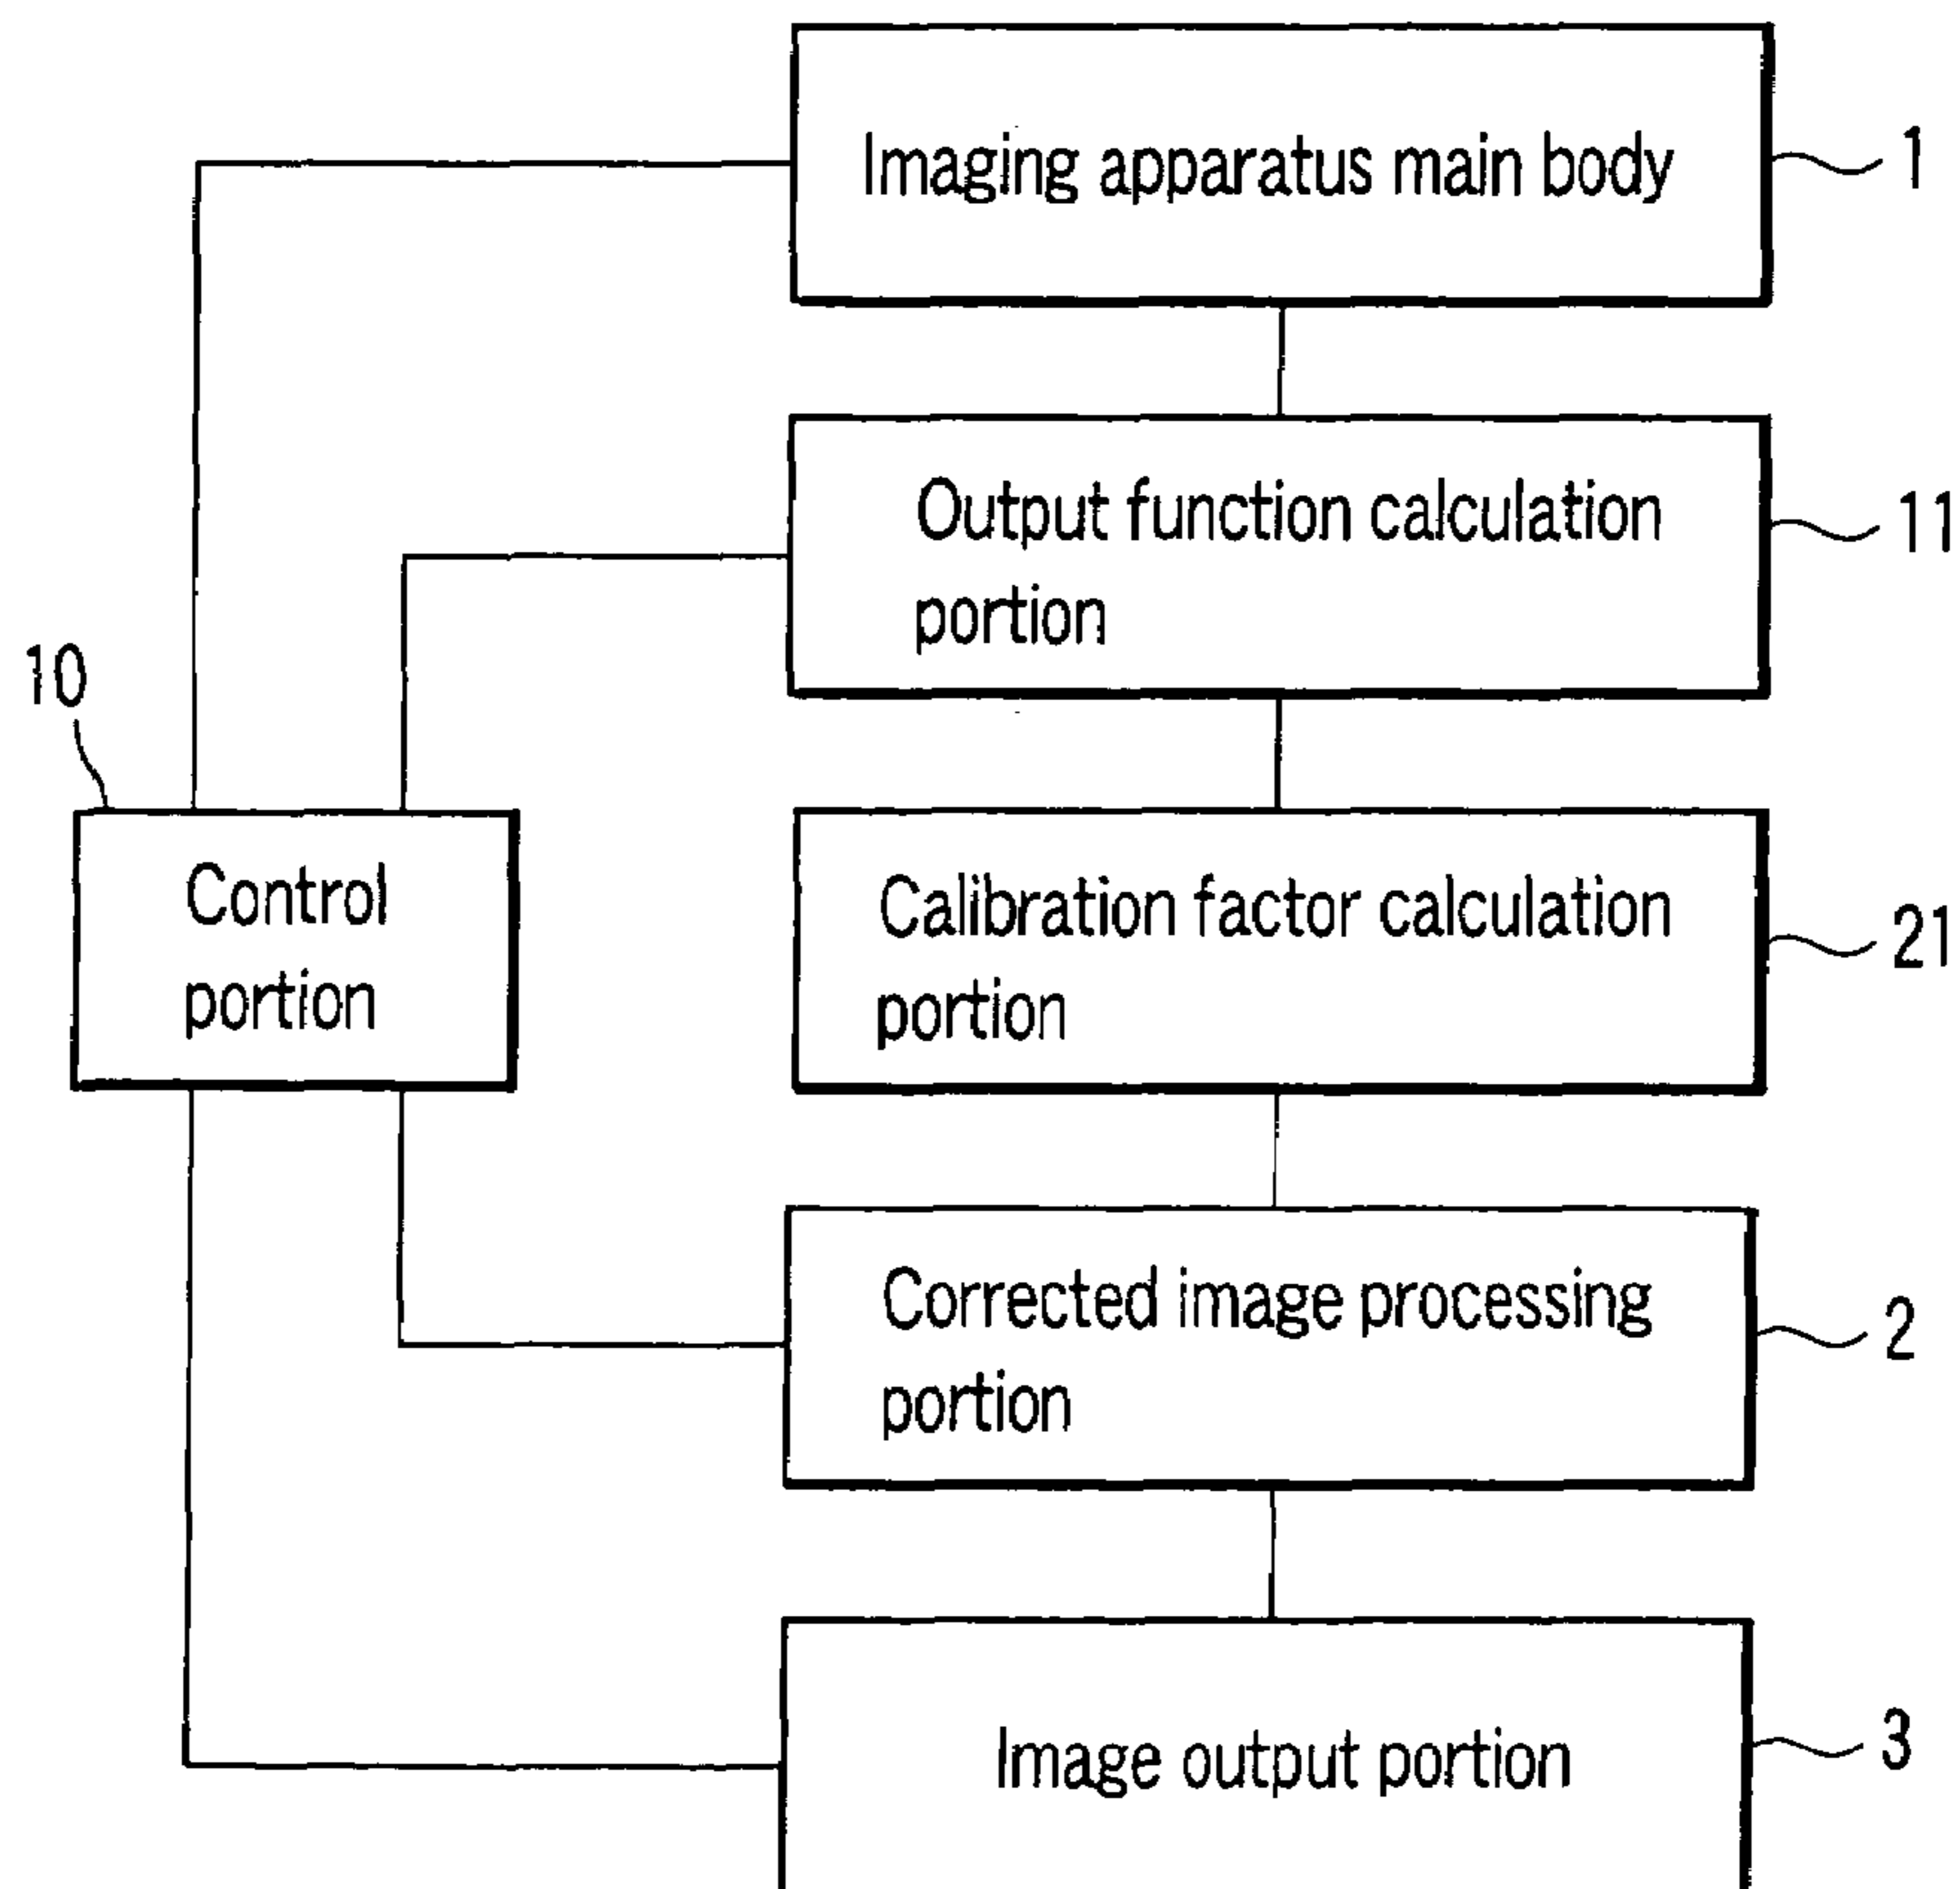 Imaging apparatus main body
1
Output function calculation
portion
11
10
Control
portion
Calibration factor calculation
portion
21
Corrected image processing
portion
2
Image output portion
3